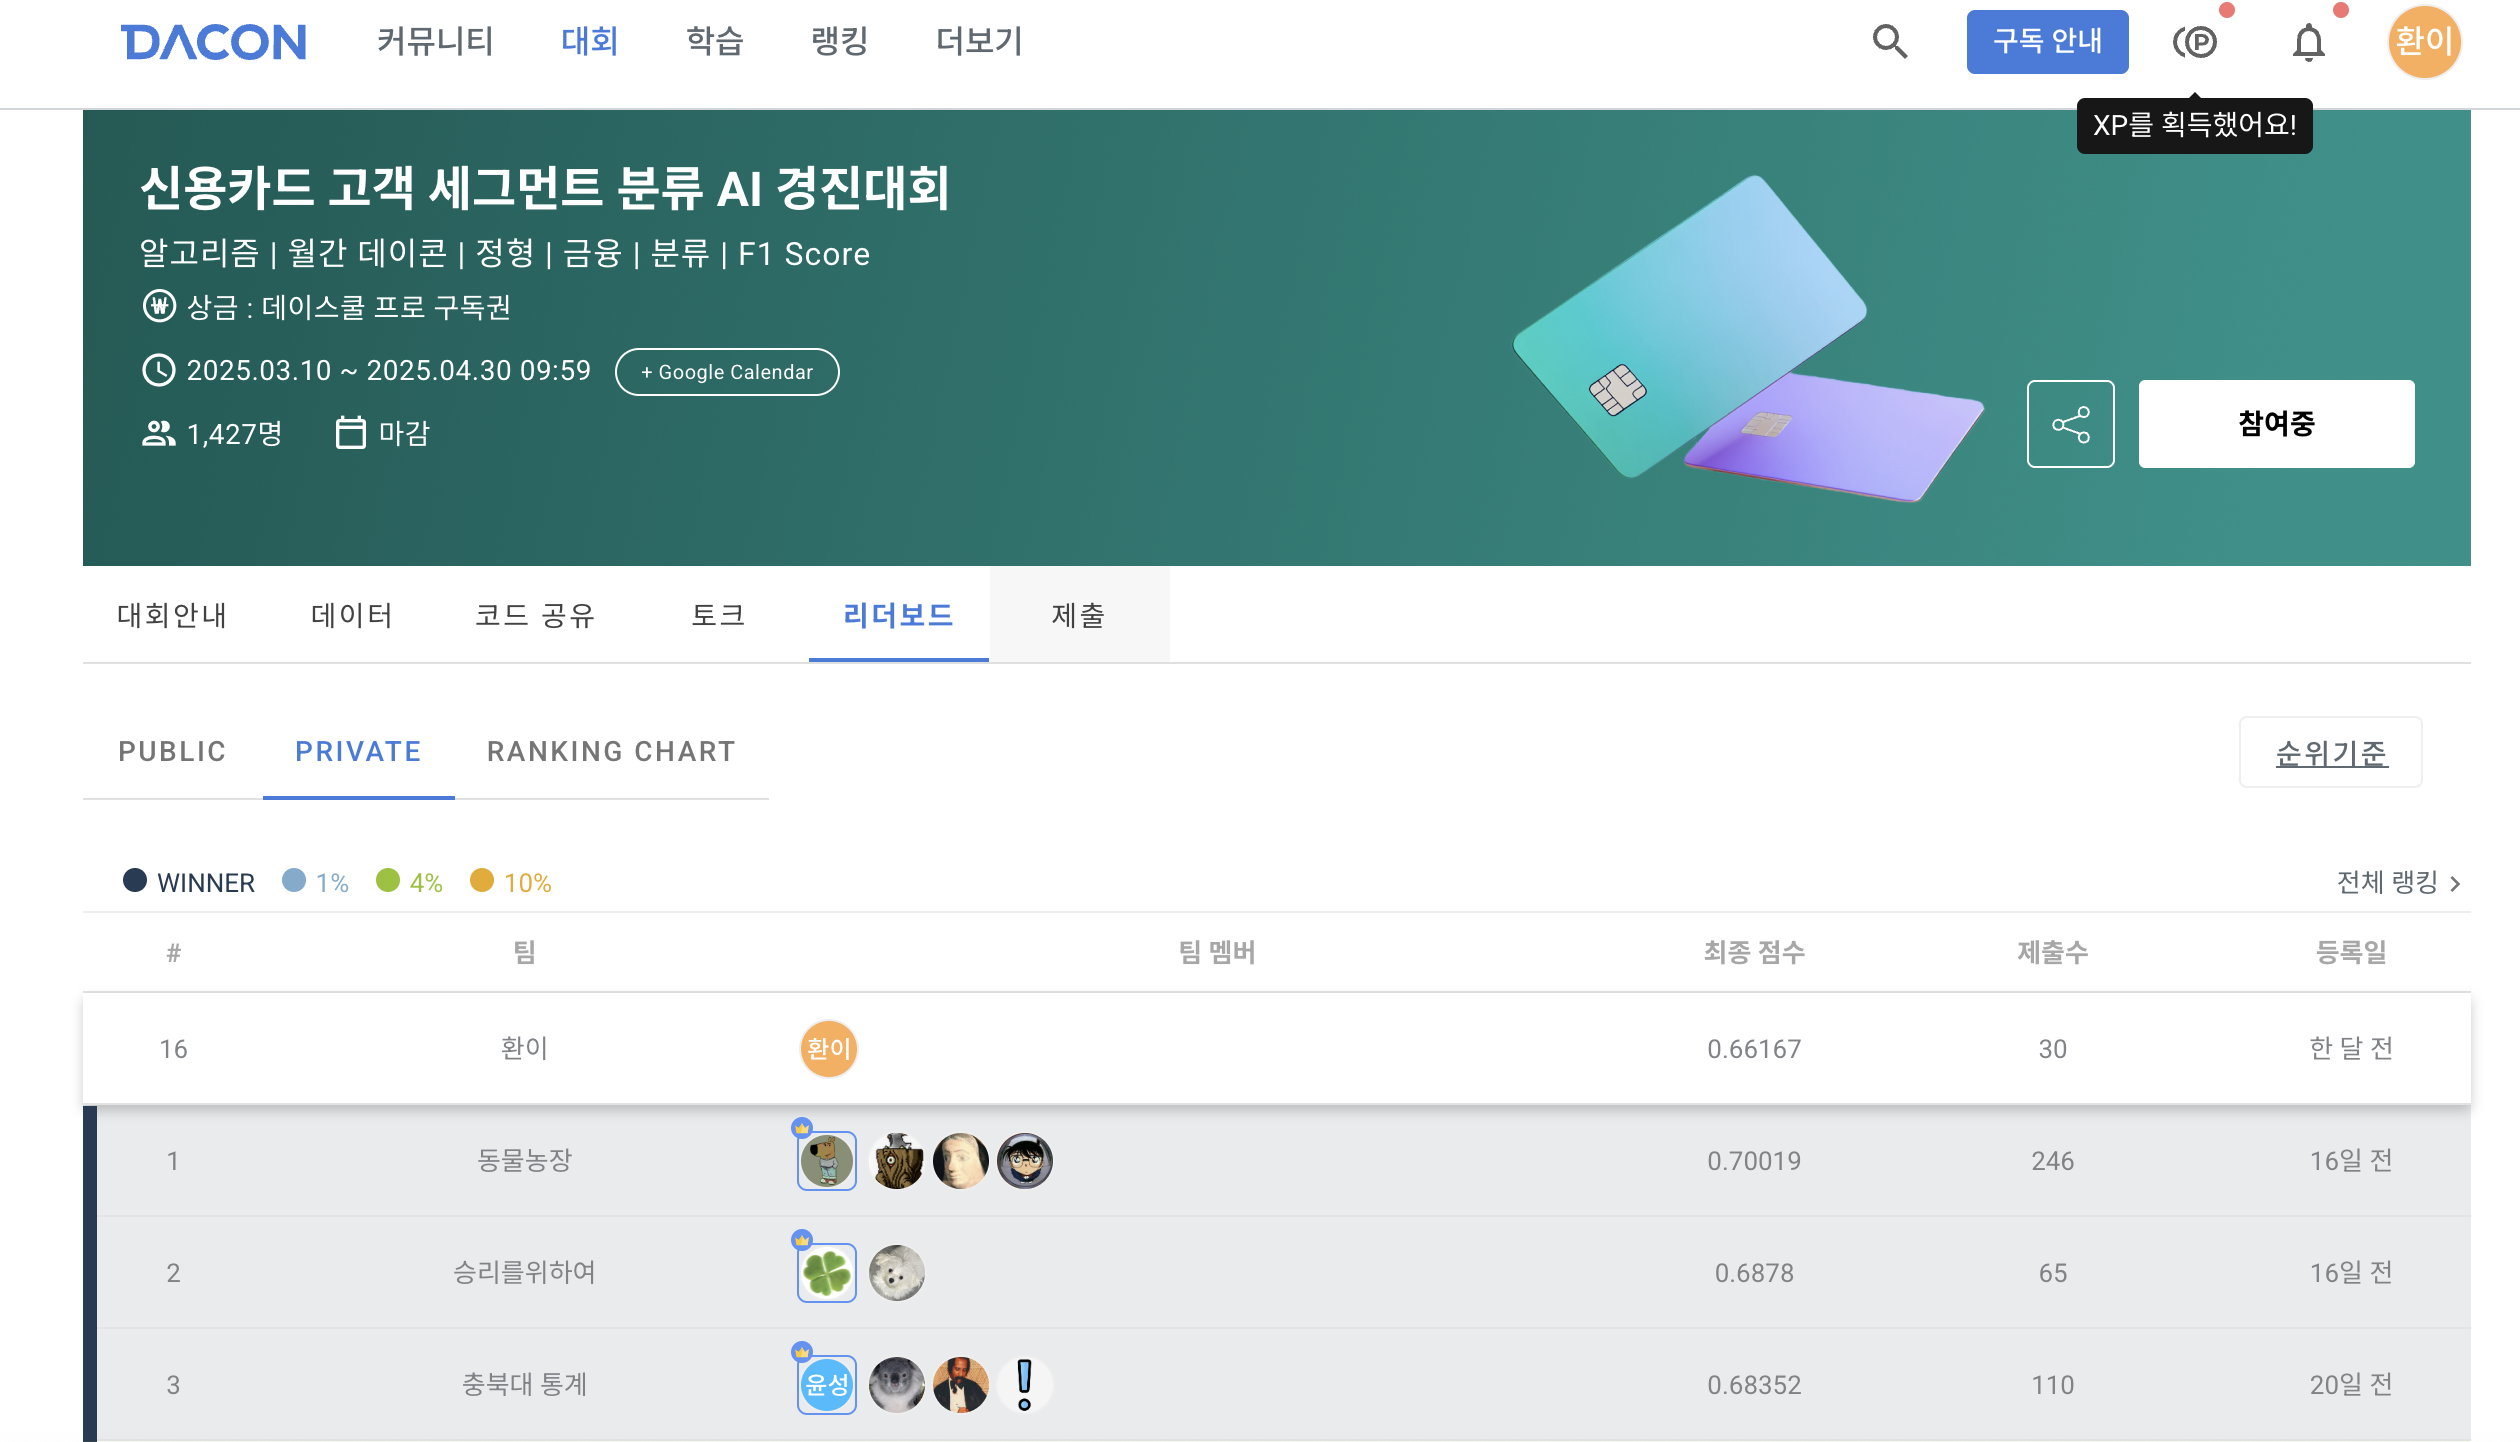 DACON 커뮤니티 대회 학습 랭킹 더보기 구독 안내 P 환이
XP를 획득했어요!
신용카드 고객 세그먼트 분류 AI 경진대회
알고리즘 | 월간 데이콘 | 정형 | 금융 | 분류 | F1 Score
₩ 상금 : 데이스쿨 프로 구독권
2025.03.10 ~ 2025.04.30 09:59 + Google Calendar
1,427명 마감
참여중
대회안내 데이터 코드 공유 토크 리더보드 제출
PUBLIC PRIVATE RANKING CHART 순위기준
WINNER 1% 4% 10% 전체 랭킹 >
# 팀 팀 멤버 최종 점수 제출수 등록일
16 환이 환이 0.66167 30 한 달 전
1 동물농장 0.70019 246 16일 전
2 승리를위하여 0.6878 65 16일 전
3 충북대 통계 윤성 0.68352 110 20일 전